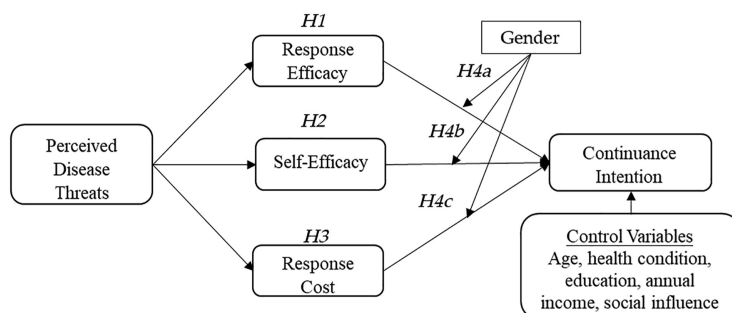 H1
Response
Efficacy
Gender
H4a
H2
H4b
Perceived
Disease
Threats
Self-Efficacy
Continuance
Intention
H4c
H3
Response
Cost
Control Variables
Age, health condition,
education, annual
income, social influence